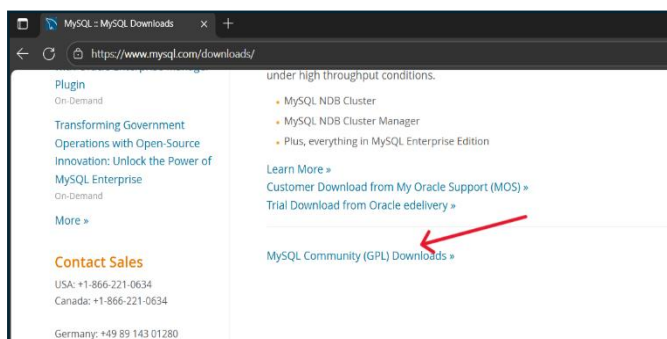 MySQL :: MySQL Downloads
https://www.mysql.com/downloads/
Plugin
On-Demand
Transforming Government
Operations with Open-Source
Innovation: Unlock the Power of
MySQL Enterprise
On-Demand
More »
Contact Sales
USA: +1-866-221-0634
Canada: +1-866-221-0634
Germany: +49 89 143 01280
under high throughput conditions.
MySQL NDB Cluster
MySQL NDB Cluster Manager
Plus, everything in MySQL Enterprise Edition
Learn More »
Customer Download from My Oracle Support (MOS) »
Trial Download from Oracle edelivery »
MySQL Community (GPL) Downloads »